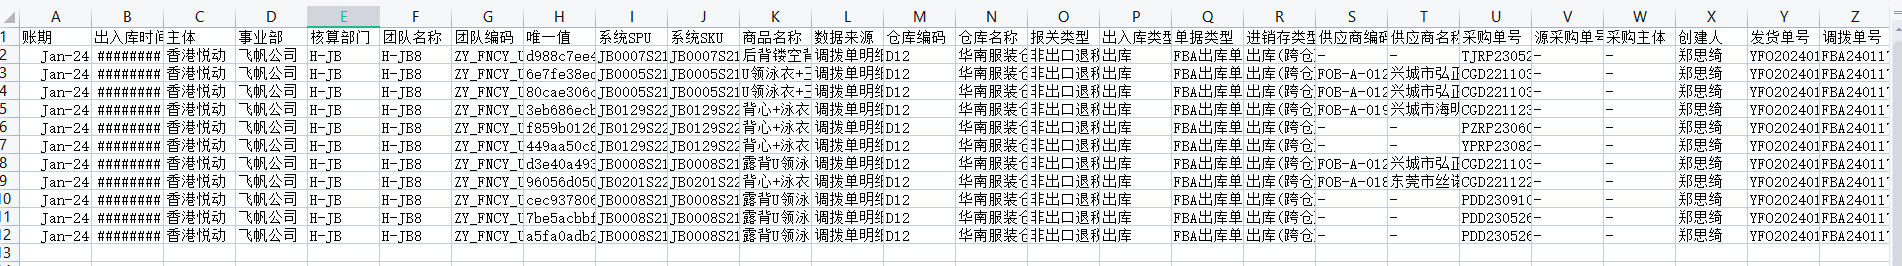 A B C D E F G H I J K L M N O P Q R S T U V W X Y Z
1 账期 出入库时间 主体 事业部 核算部门 团队名称 团队编码 唯一值 系统SPU 系统SKU 商品名称 数据来源 仓库编码 仓库名称 报关类型 出入库类型 单据类型 进销存类型 供应商编码 供应商名称 采购单号 源采购单号 采购主体 创建人 发货单号 调拨单号
2 Jan-24 ######## 香港悦动 飞帆公司 H-JB H-JB8 ZY_FNCY_U d988c7ee4 JB0007S21 JB0007S22 后背镂空背 调拨单明细 D12 华南服装仓 非出口退税 出库 FBA出库单 出库(跨仓 - - TJRP23052 - - 郑思绮 YFO202401 FBA240117
3 Jan-24 ######## 香港悦动 飞帆公司 H-JB H-JB8 ZY_FNCY_U 6e7fe38ed JB0005S21 JB0005S22 U领泳衣+三 调拨单明细 D12 华南服装仓 非出口退税 出库 FBA出库单 出库(跨仓 FOB-A-012 兴城市弘正 CGD221103 - - 郑思绮 YFO202401 FBA240117
4 Jan-24 ######## 香港悦动 飞帆公司 H-JB H-JB8 ZY_FNCY_U 80cae306d JB0005S21 JB0005S22 U领泳衣+三 调拨单明细 D12 华南服装仓 非出口退税 出库 FBA出库单 出库(跨仓 FOB-A-012 兴城市弘正 CGD221103 - - 郑思绮 YFO202401 FBA240117
5 Jan-24 ######## 香港悦动 飞帆公司 H-JB H-JB8 ZY_FNCY_U 3eb686ecb JB0129S22 JB0129S22 背心+泳衣 调拨单明细 D12 华南服装仓 非出口退税 出库 FBA出库单 出库(跨仓 FOB-A-019 兴城市海明 CGD221123 - - 郑思绮 YFO202401 FBA240117
6 Jan-24 ######## 香港悦动 飞帆公司 H-JB H-JB8 ZY_FNCY_U f859b0126 JB0129S22 JB0129S22 背心+泳衣 调拨单明细 D12 华南服装仓 非出口退税 出库 FBA出库单 出库(跨仓 - - PZRP23060 - - 郑思绮 YFO202401 FBA240117
7 Jan-24 ######## 香港悦动 飞帆公司 H-JB H-JB8 ZY_FNCY_U 449aa50c8 JB0129S22 JB0129S22 背心+泳衣 调拨单明细 D12 华南服装仓 非出口退税 出库 FBA出库单 出库(跨仓 - - YPRP23082 - - 郑思绮 YFO202401 FBA240117
8 Jan-24 ######## 香港悦动 飞帆公司 H-JB H-JB8 ZY_FNCY_U d3e40a493 JB0008S21 JB0008S21 露背U领泳 调拨单明细 D12 华南服装仓 非出口退税 出库 FBA出库单 出库(跨仓 FOB-A-012 兴城市弘正 CGD221103 - - 郑思绮 YFO202401 FBA240117
9 Jan-24 ######## 香港悦动 飞帆公司 H-JB H-JB8 ZY_FNCY_U 96056d050 JB0201S22 JB0201S22 背心+泳衣 调拨单明细 D12 华南服装仓 非出口退税 出库 FBA出库单 出库(跨仓 FOB-A-018 东莞市丝 CGD221122 - - 郑思绮 YFO202401 FBA240117
10 Jan-24 ######## 香港悦动 飞帆公司 H-JB H-JB8 ZY_FNCY_U cec937806 JB0008S21 JB0008S21 露背U领泳 调拨单明细 D12 华南服装仓 非出口退税 出库 FBA出库单 出库(跨仓 - - PDD230910 - - 郑思绮 YFO202401 FBA240117
11 Jan-24 ######## 香港悦动 飞帆公司 H-JB H-JB8 ZY_FNCY_U 7be5acbbf JB0008S21 JB0008S21 露背U领泳 调拨单明细 D12 华南服装仓 非出口退税 出库 FBA出库单 出库(跨仓 - - PDD230526 - - 郑思绮 YFO202401 FBA240117
12 Jan-24 ######## 香港悦动 飞帆公司 H-JB H-JB8 ZY_FNCY_U a5fa0adb2 JB0008S21 JB0008S21 露背U领泳 调拨单明细 D12 华南服装仓 非出口退税 出库 FBA出库单 出库(跨仓 - - PDD230526 - - 郑思绮 YFO202401 FBA240117
13